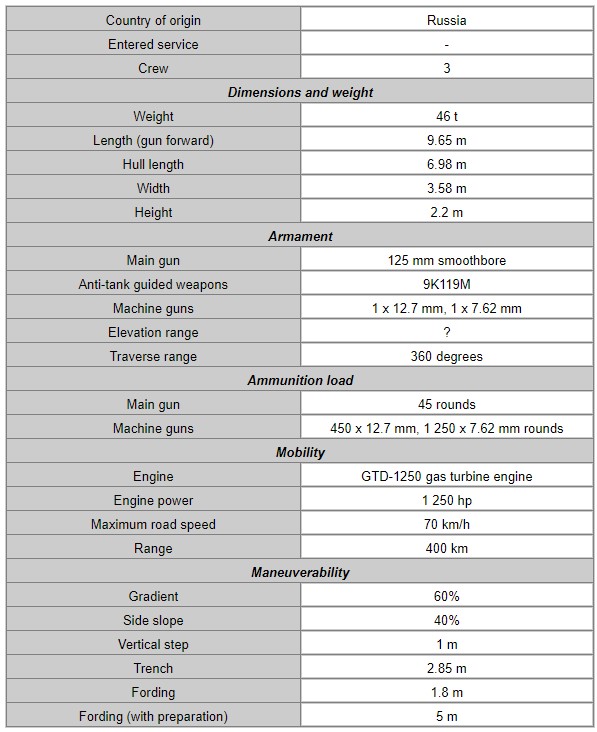 Country of origin Russia
Entered service -
Crew 3
Dimensions and weight
Weight 46 t
Length (gun forward) 9.65 m
Hull length 6.98 m
Width 3.58 m
Height 2.2 m
Armament
Main gun 125 mm smoothbore
Anti-tank guided weapons 9K119M
Machine guns 1 x 12.7 mm, 1 x 7.62 mm
Elevation range ?
Traverse range 360 degrees
Ammunition load
Main gun 45 rounds
Machine guns 450 x 12.7 mm, 1 250 x 7.62 mm rounds
Mobility
Engine GTD-1250 gas turbine engine
Engine power 1 250 hp
Maximum road speed 70 km/h
Range 400 km
Maneuverability
Gradient 60%
Side slope 40%
Vertical step 1 m
Trench 2.85 m
Fording 1.8 m
Fording (with preparation) 5 m